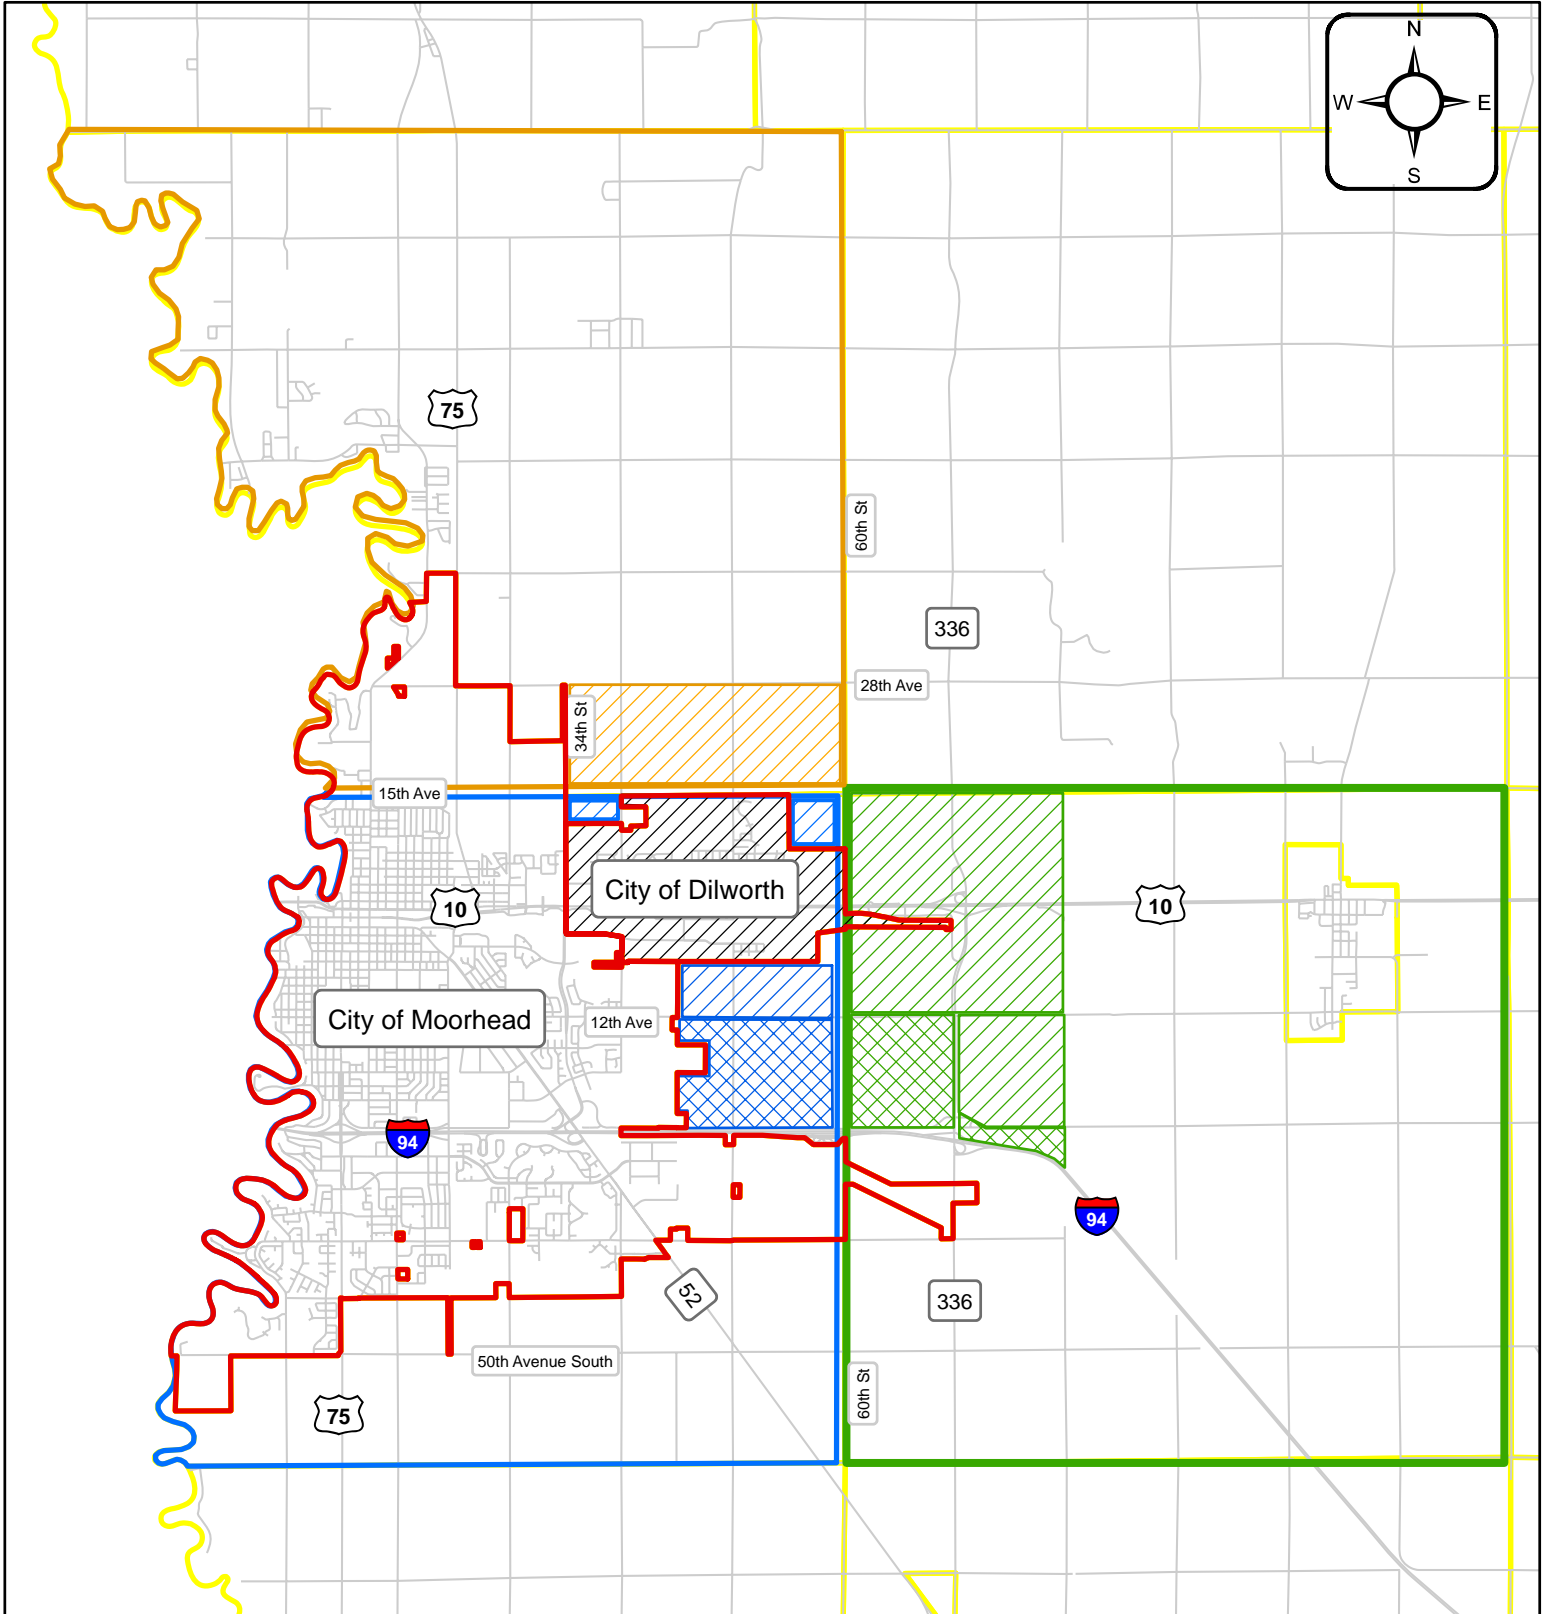 N
W
E
S
75
60th St
336
28th Ave
34th St
15th Ave
City of Dilworth
10
10
City of Moorhead
12th Ave
94
94
52
336
50th Avenue South
60th St
75